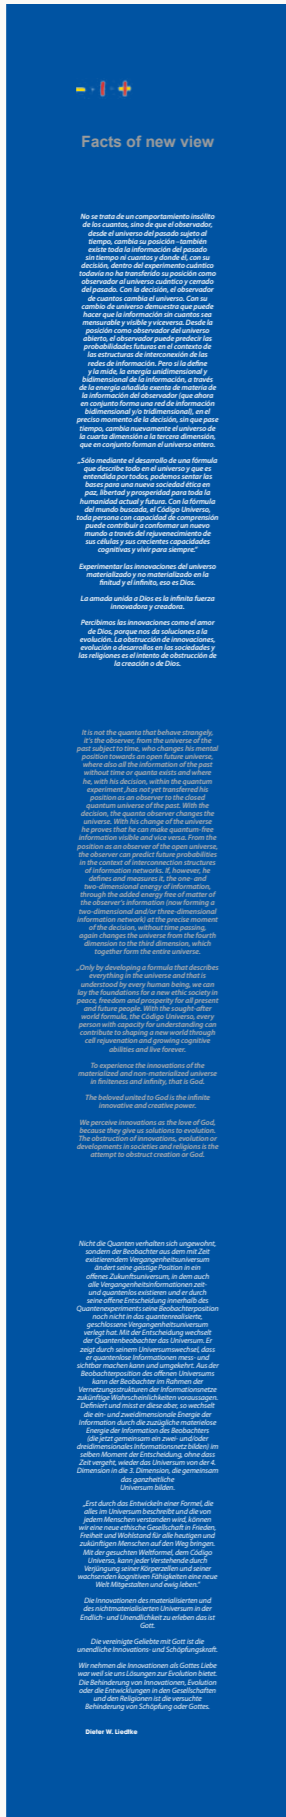 Facts of new view
No se trata de un comportamiento insólito
de los cuantos, sino de que el observador,
desde el universo del pasado sujeto al
tiempo, cambia su posición –también
existe toda la información del pasado
sin tiempo ni cuantos y donde él, con su
decisión, dentro del experimento cuántico
todavía no ha transferido su posición como
observador al universo cuántico y cerrado
del pasado. Con la decisión, el observador
de cuantos cambia el universo. Con su
cambio de universo demuestra que puede
hacer que la información sin cuantos sea
mensurable y visible y viceversa. Desde la
posición como observador del universo
abierto, el observador puede predecir las
probabilidades futuras en el contexto de
las estructuras de interconexión de las
redes de información. Pero si la define
y la mide, la energía unidimensional y
bidimensional de la información, a través
de la energía añadida exenta de materia de
la información del observador (que ahora
en conjunto forma una red de información
bidimensional y/o tridimensional), en el
preciso momento de la decisión, sin que pase
tiempo, cambia nuevamente el universo de
la cuarta dimensión a la tercera dimensión,
que en conjunto forman el universo entero.
„Sólo mediante el desarrollo de una fórmula
que describe todo en el universo y que es
entendida por todos, podemos sentar las
bases para una nueva sociedad ética en
paz, libertad y prosperidad para toda la
humanidad actual y futura. Con la fórmula
del mundo buscada, el Código Universo,
toda persona con capacidad de comprensión
puede contribuir a conformar un nuevo
mundo a través del rejuvenecimiento de
sus células y sus crecientes capacidades
cognitivas y vivir para siempre.“
Experimentar las innovaciones del universo
materializado y no materializado en la
finitud y el infinito, eso es Dios.
La amada unida a Dios es la infinita fuerza
innovadora y creadora.
Percibimos las innovaciones como el amor
de Dios, porque nos da soluciones a la
evolución. La obstrucción de innovaciones,
evolución o desarrollos en las sociedades y
las religiones es el intento de obstrucción de
la creación o de Dios.
It is not the quanta that behave strangely,
it's the observer, from the universe of the
past subject to time, who changes his mental
position towards an open future universe,
where also all the information of the past
without time or quanta exists and where
he, with his decision, within the quantum
experiment ,has not yet transferred his
position as an observer to the closed
quantum universe of the past. With the
decision, the quanta observer changes the
universe. With his change of the universe
he proves that he can make quantum-free
information visible and vice versa. From the
position as an observer of the open universe,
the observer can predict future probabilities
in the context of interconnection structures
of information networks. If, however, he
defines and measures it, the one- and
two-dimensional energy of information,
through the added energy free of matter of
the observer's information (now forming a
two-dimensional and/or three-dimensional
information network) at the precise moment
of the decision, without time passing,
again changes the universe from the fourth
dimension to the third dimension, which
together form the entire universe.
„Only by developing a formula that describes
everything in the universe and that is
understood by every human being, we can
lay the foundations for a new ethic society in
peace, freedom and prosperity for all present
and future people. With the sought-after
world formula, the Código Universo, every
person with capacity for understanding can
contribute to shaping a new world through
cell rejuvenation and growing cognitive
abilities and live forever.
To experience the innovations of the
materialized and non-materialized universe
in finiteness and infinity, that is God.
The beloved united to God is the infinite
innovative and creative power.
We perceive innovations as the love of God,
because they give us solutions to evolution.
The obstruction of innovations, evolution or
developments in societies and religions is the
attempt to obstruct creation or God.
Nicht die Quanten verhalten sich ungewohnt,
sondern der Beobachter aus dem mit Zeit
existierendem Vergangenheitsuniversum
ändert seine geistige Position in ein
offenes Zukunftsuniversum, in dem auch
alle Vergangenheitsinformationen zeit-
und quantenlos existieren und er durch
seine offene Entscheidung innerhalb des
Quantenexperiments seine Beobachterposition
noch nicht in das quantenrealisierte,
geschlossene Vergangenheitsuniversum
verlegt hat. Mit der Entscheidung wechselt
der Quantenbeobachter das Universum. Er
zeigt durch seinem Universumswechsel, dass
er quantenlose Informationen mess- und
sichtbar machen kann und umgekehrt. Aus der
Beobachterposition des offenen Universums
kann der Beobachter im Rahmen der
Vernetzungsstrukturen der Informationsnetze
zukünftige Wahrscheinlichkeiten voraussagen.
Definiert und misst er diese aber, so wechselt
die ein- und zweidimensionale Energie der
Information durch die zuzügliche materielose
Energie der Information des Beobachters
(die jetzt gemeinsam ein zwei- und/oder
dreidimensionales Informationsnetz bilden) im
selben Moment der Entscheidung, ohne dass
Zeit vergeht, wieder das Universum von der 4.
Dimension in die 3. Dimension, die gemeinsam
das ganzheitliche
Universum bilden.
„Erst durch das Entwickeln einer Formel, die
alles im Universum beschreibt und die von
jedem Menschen verstanden wird, können
wir eine neue ethische Gesellschaft in Frieden,
Freiheit und Wohlstand für alle heutigen und
zukünftigen Menschen auf den Weg bringen.
Mit der gesuchten Weltformel, dem Código
Universo, kann jeder Verstehende durch
Verjüngung seiner Körperzellen und seiner
wachsenden kognitiven Fähigkeiten eine neue
Welt Mitgestalten und ewig leben.“
Die Innovationen des materialisierten und
des nichtmaterialisierten Universum in der
Endlich- und Unendlichkeit zu erleben das ist
Gott.
Die vereinigte Geliebte mit Gott ist die
unendliche Innovations- und Schöpfungskraft.
Wir nehmen die Innovationen als Gottes Liebe
war weil sie uns Lösungen zur Evolution bietet.
Die Behinderung von Innovationen, Evolution
oder die Entwicklungen in den Gesellschaften
und den Religionen ist die versuchte
Behinderung von Schöpfung oder Gottes.
Dieter W. Liedtke